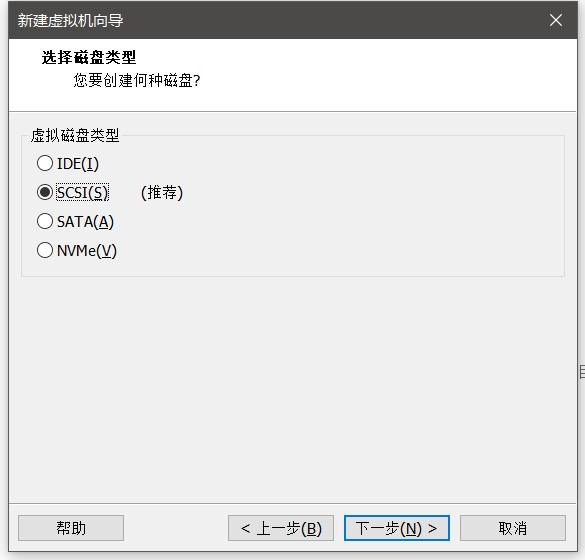 新建虚拟机向导
选择磁盘类型
您要创建何种磁盘?
虚拟磁盘类型
IDE(I)
SCSI(S) (推荐)
SATA(A)
NVMe(V)
帮助 < 上一步(B) 下一步(N) > 取消